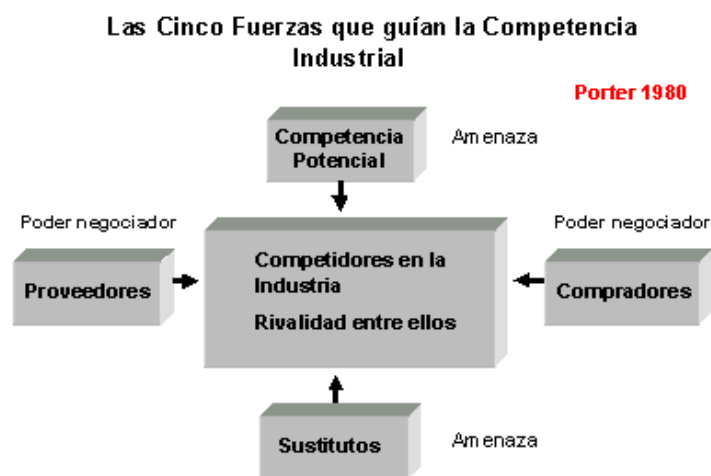 Las Cinco Fuerzas que guían la Competencia
Industrial
Porter 1980
Competencia
Potencial
Amenaza
Poder negociador
Proveedores
Competidores en la
Industria
Rivalidad entre ellos
Poder negociador
Compradores
Sustitutos
Amenaza